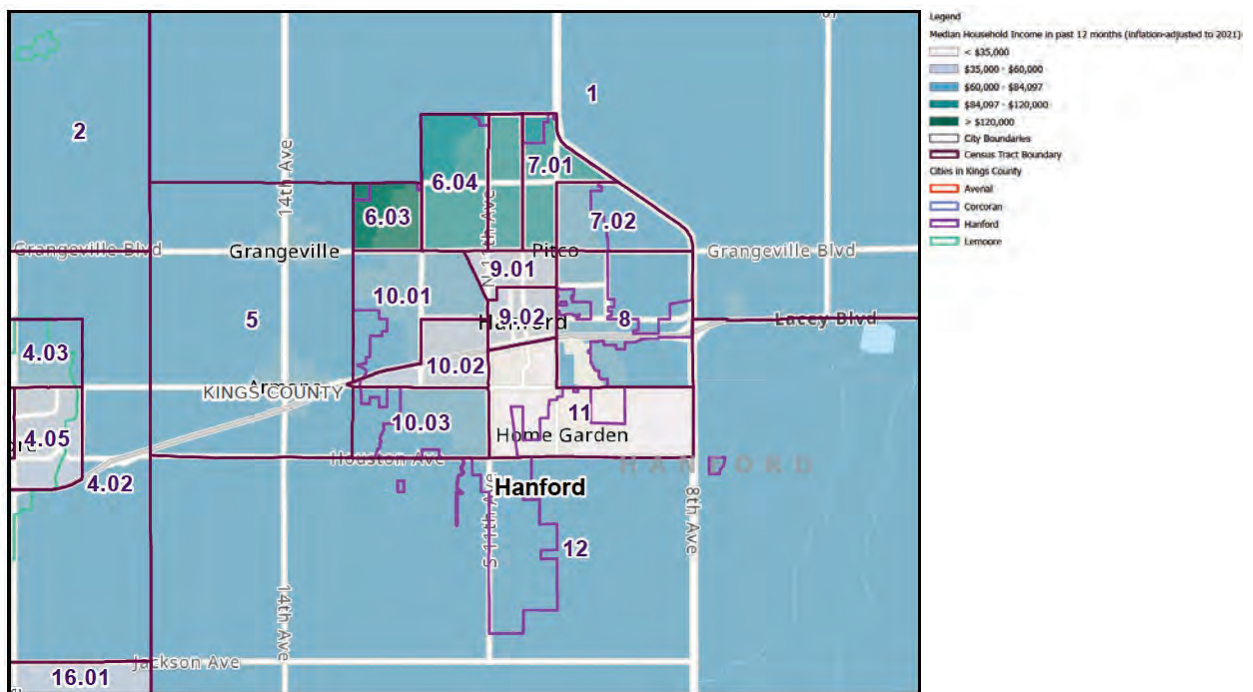 Legend
Median Household Income in past 12 months (inflation-adjusted to 2021)
< $35,000
$35,000 - $60,000
$60,000 - $84,097
$84,097 - $120,000
> $120,000
City Boundaries
Census Tract Boundary
Cities in Kings County
Avenal
Corcoran
Hanford
Lemoore
1
2
14th Ave
6.04
7.01
6.03
N 11th Ave
7.02
Grangeville Blvd
Grangeville
Pitco
Grangeville Blvd
9.01
10.01
5
9.02
Hanford
8
Lacey Blvd
4.03
10.02
Armona
KINGS COUNTY
10.03
11
4.05
Home Garden
Houston Ave
HANFORD
4.02
Hanford
S 11th Ave
8th Ave
12
14th Ave
Jackson Ave
16.01